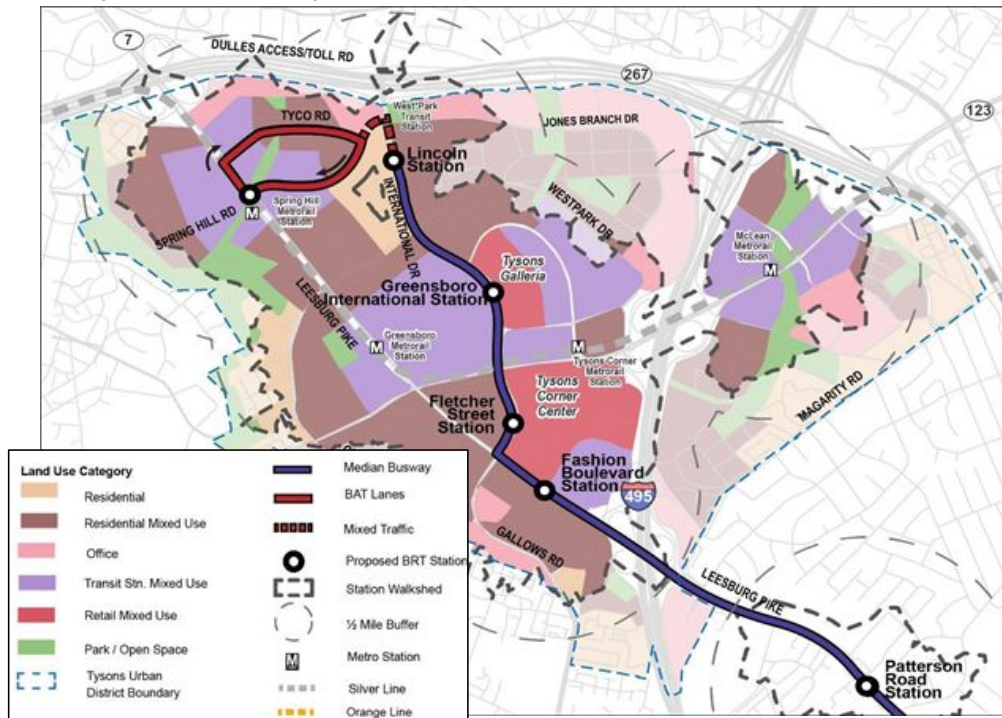 7
DULLES ACCESS/TOLL RD
267
123
TYCO RD
West Park
Transit
Station
JONES BRANCH DR
Lincoln
Station
SPRING HILL RD
Spring Hill
Metrorail
Station
M
INTERNATIONAL DR
WESTPARK DR
McLean
Metrorail
Station
M
Tysons
Galleria
Greensboro
International Station
LEESBURG PIKE
Greensboro
Metrorail
Station
M
M
Tysons Corner
Metrorail
Station
MAGARITY RD
Tysons
Corner
Center
Fletcher
Street
Station
Fashion
Boulevard
Station
495
GALLOWS RD
LEESBURG PIKE
Patterson
Road
Station
Land Use Category
Residential
Residential Mixed Use
Office
Transit Stn. Mixed Use
Retail Mixed Use
Park / Open Space
Tysons Urban
District Boundary
Median Busway
BAT Lanes
Mixed Traffic
Proposed BRT Station
Station Walkshed
½ Mile Buffer
M
Metro Station
Silver Line
Orange Line